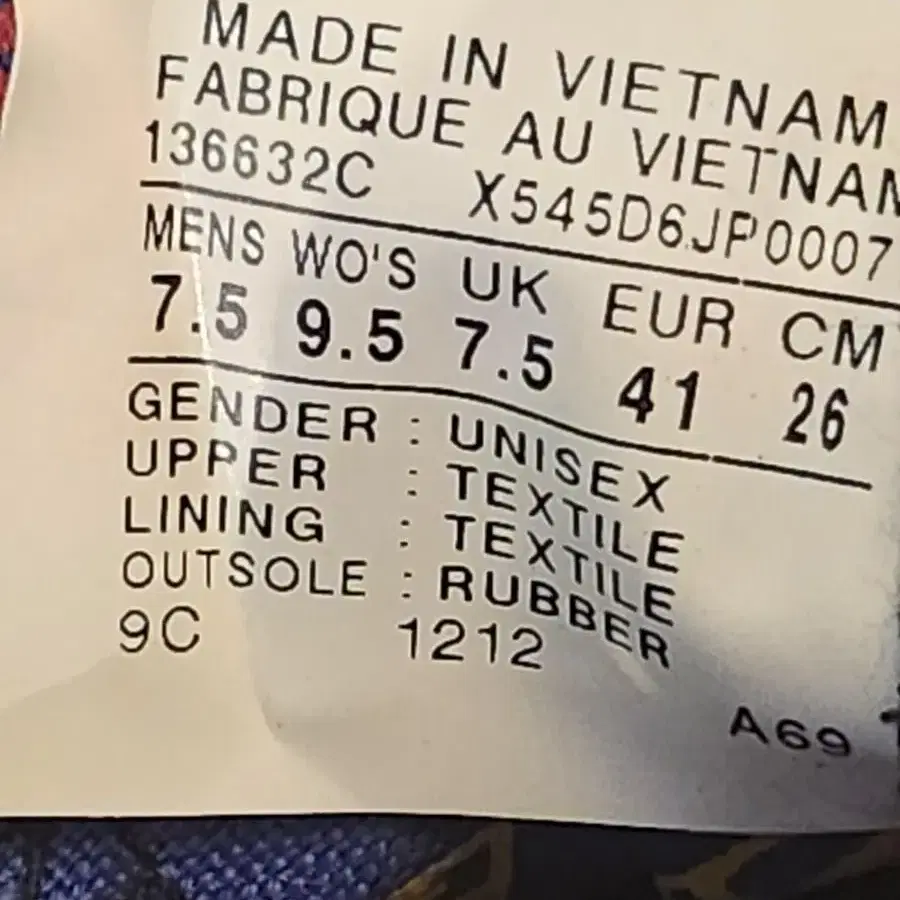 MADE IN VIETNAM
FABRIQUE AU VIETNAM
136632C X545D6JP0007
MENS WO'S UK EUR CM
7.5 9.5 7.5 41 26
GENDER : UNISEX
UPPER : TEXTILE
LINING : TEXTILE
OUTSOLE : RUBBER
9C 1212
A69